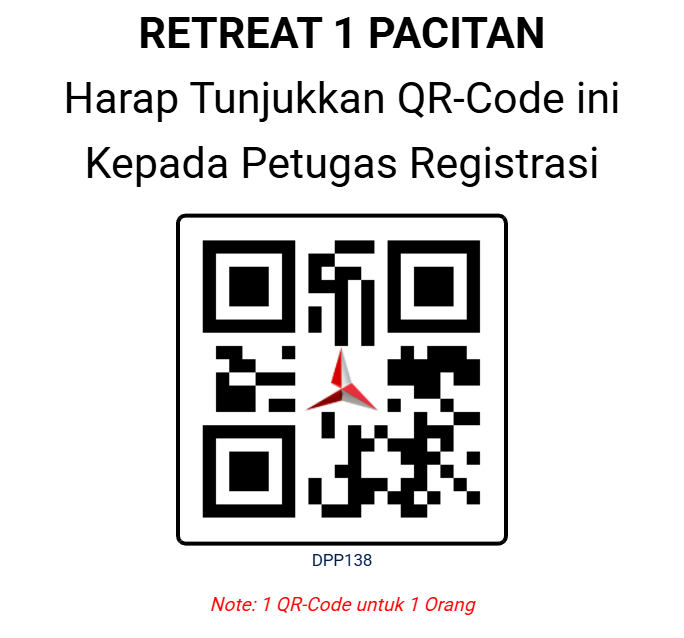 RETREAT 1 PACITAN
Harap Tunjukkan QR-Code ini
Kepada Petugas Registrasi
DPP138
Note: 1 QR-Code untuk 1 Orang